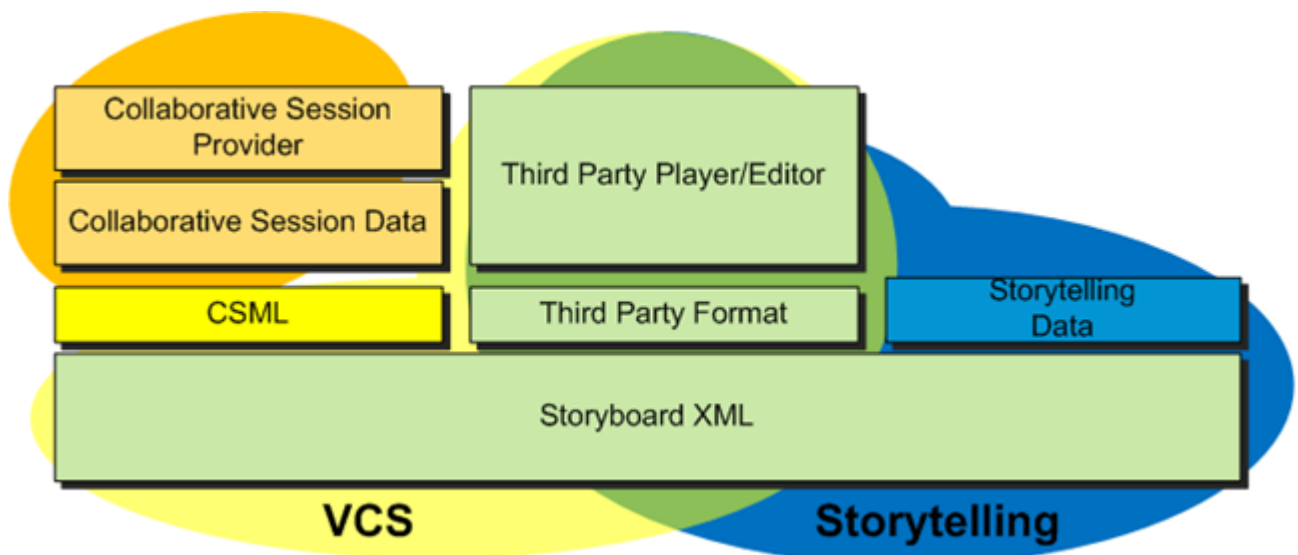 Collaborative Session
Provider
Collaborative Session Data
Third Party Player/Editor
CSML
Third Party Format
Storytelling
Data
Storyboard XML
VCS
Storytelling